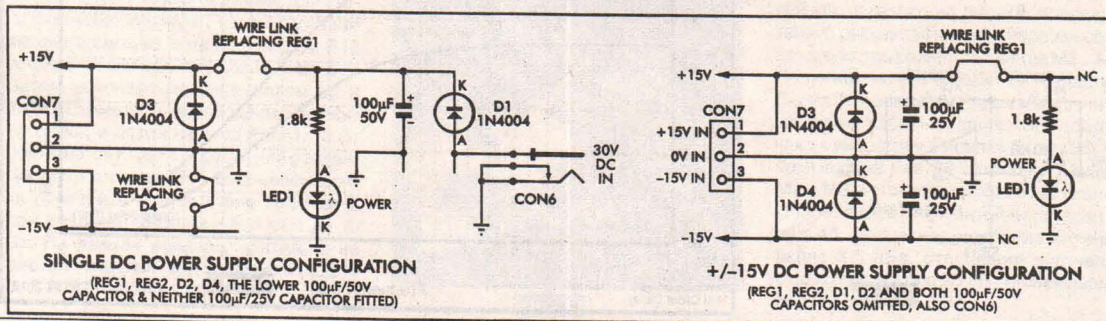 WIRE LINK
REPLACING REG1
+15V
CON7
1
2
3
D3
1N4004
K
A
WIRE LINK
REPLACING
D4
–15V
1.8k
LED1
A
λ
K
POWER
100µF
50V
+
–
K
D1
1N4004
A
30V
DC
IN
CON6
SINGLE DC POWER SUPPLY CONFIGURATION
(REG1, REG2, D2, D4, THE LOWER 100µF/50V
CAPACITOR & NEITHER 100µF/25V CAPACITOR FITTED)
WIRE LINK
REPLACING REG1
+15V
NC
CON7
+15V IN
0V IN
–15V IN
1
2
3
D3
1N4004
K
A
D4
1N4004
K
A
+
100µF
25V
–
+
100µF
25V
–
1.8k
POWER
LED1
A
λ
K
–15V
NC
+/–15V DC POWER SUPPLY CONFIGURATION
(REG1, REG2, D1, D2 AND BOTH 100µF/50V
CAPACITORS OMITTED, ALSO CON6)